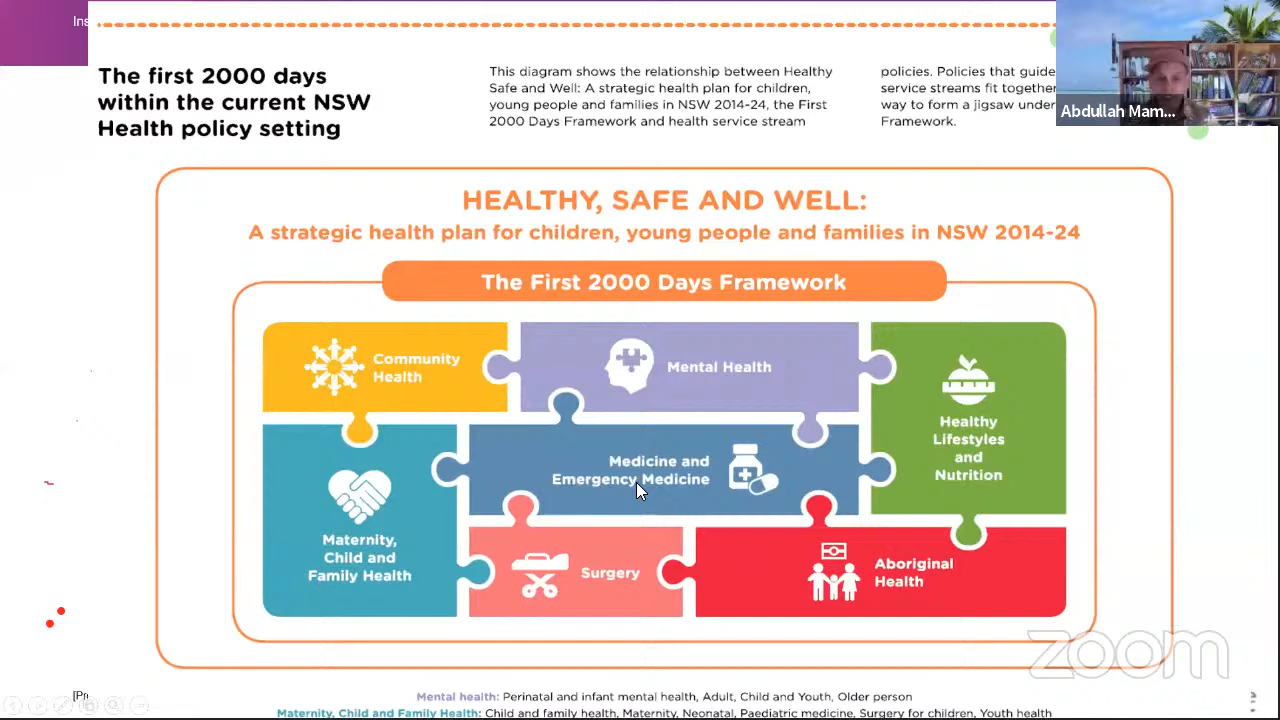 Ins
The first 2000 days
within the current NSW
Health policy setting
This diagram shows the relationship between Healthy
Safe and Well: A strategic health plan for children,
young people and families in NSW 2014-24, the First
2000 Days Framework and health service stream
policies. Policies that guide
service streams fit together
way to form a jigsaw under
Framework.
Abdullah Mam...
HEALTHY, SAFE AND WELL:
A strategic health plan for children, young people and families in NSW 2014-24
The First 2000 Days Framework
Community
Health
Mental Health
Healthy
Lifestyles
and
Nutrition
Medicine and
Emergency Medicine
Maternity,
Child and
Family Health
Surgery
Aboriginal
Health
zoom
[Pr
Mental health: Perinatal and infant mental health, Adult, Child and Youth, Older person
Maternity, Child and Family Health: Child and family health, Maternity, Neonatal, Paediatric medicine, Surgery for children, Youth health